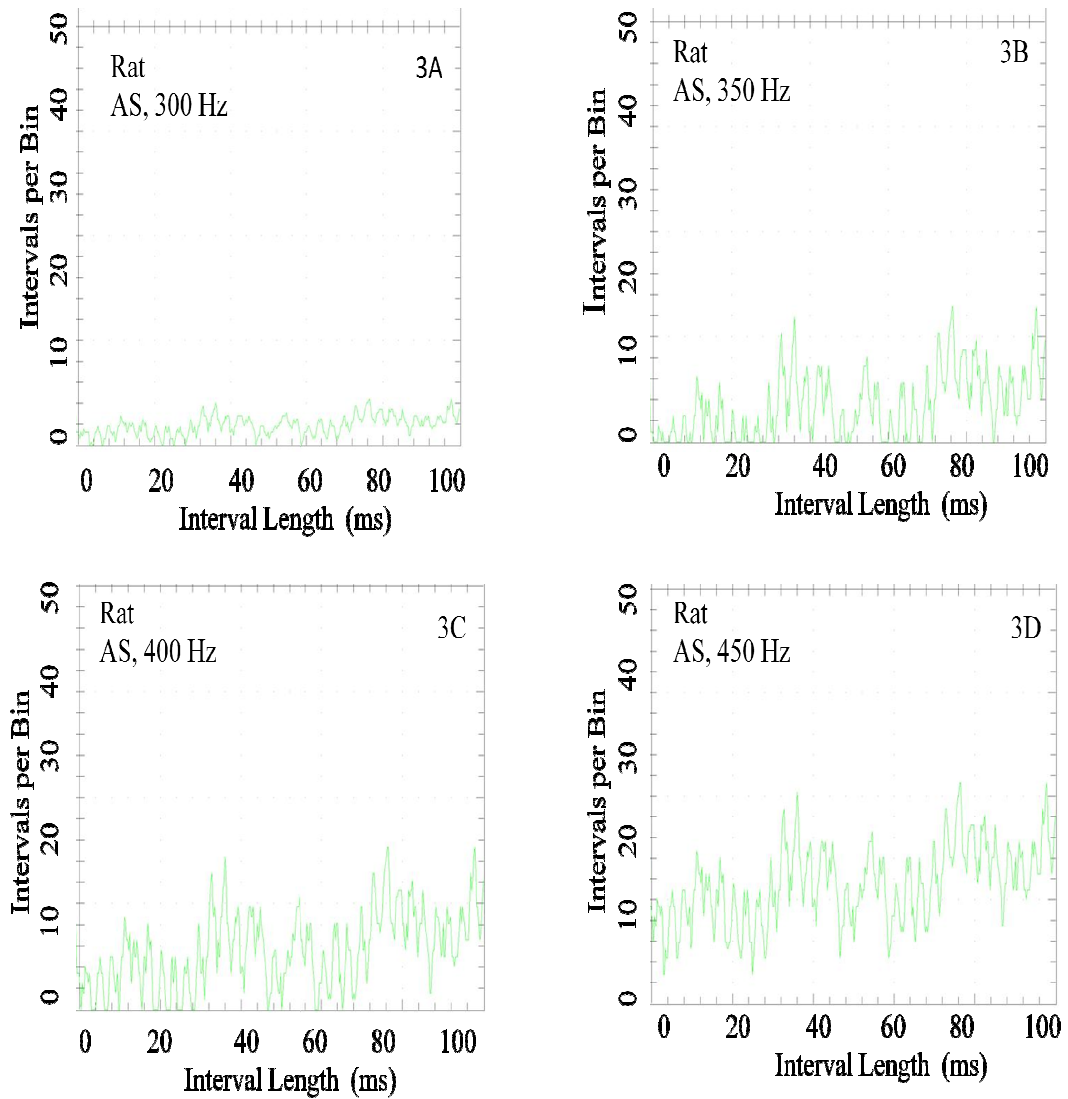 Rat
3A
AS, 300 Hz
Intervals per Bin
50
40
30
20
10
0
0 20 40 60 80 100
Interval Length (ms)
Rat
3B
AS, 350 Hz
Intervals per Bin
50
40
30
20
10
0
0 20 40 60 80 100
Interval Length (ms)
Rat
3C
AS, 400 Hz
Intervals per Bin
50
40
30
20
10
0
0 20 40 60 80 100
Interval Length (ms)
Rat
3D
AS, 450 Hz
Intervals per Bin
50
40
30
20
10
0
0 20 40 60 80 100
Interval Length (ms)